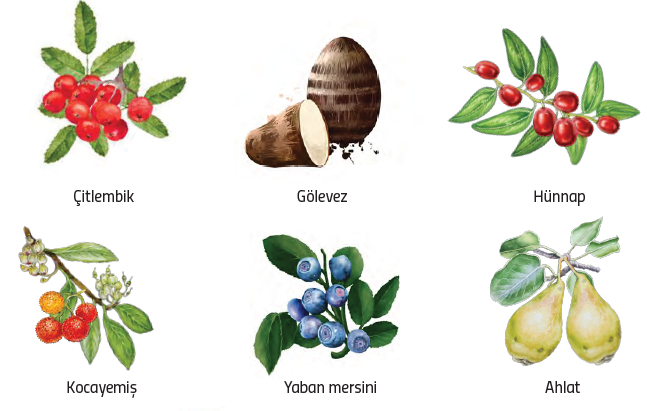 Çitlembik
Gölevez
Hünnap
Kocayemiş
Yaban mersini
Ahlat